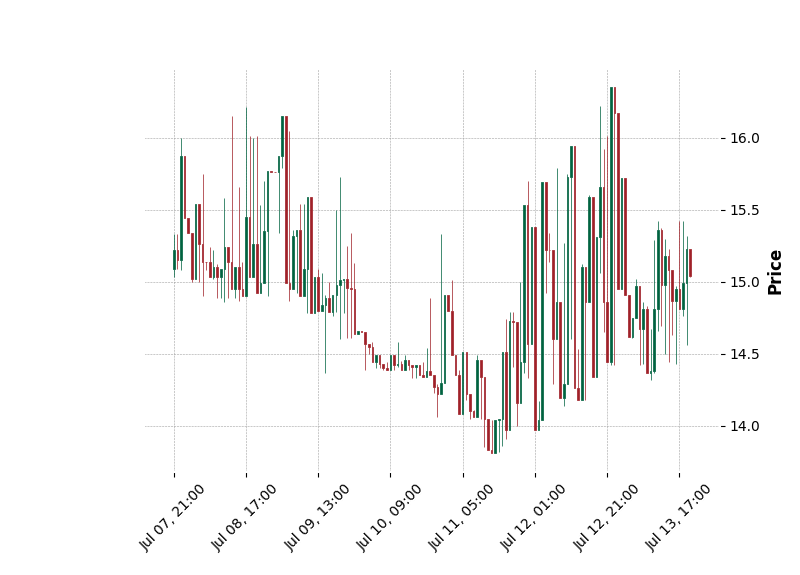 16.0
15.5
15.0
14.5
14.0
Price
Jul 07, 21:00
Jul 08, 17:00
Jul 09, 13:00
Jul 10, 09:00
Jul 11, 05:00
Jul 12, 01:00
Jul 12, 21:00
Jul 13, 17:00